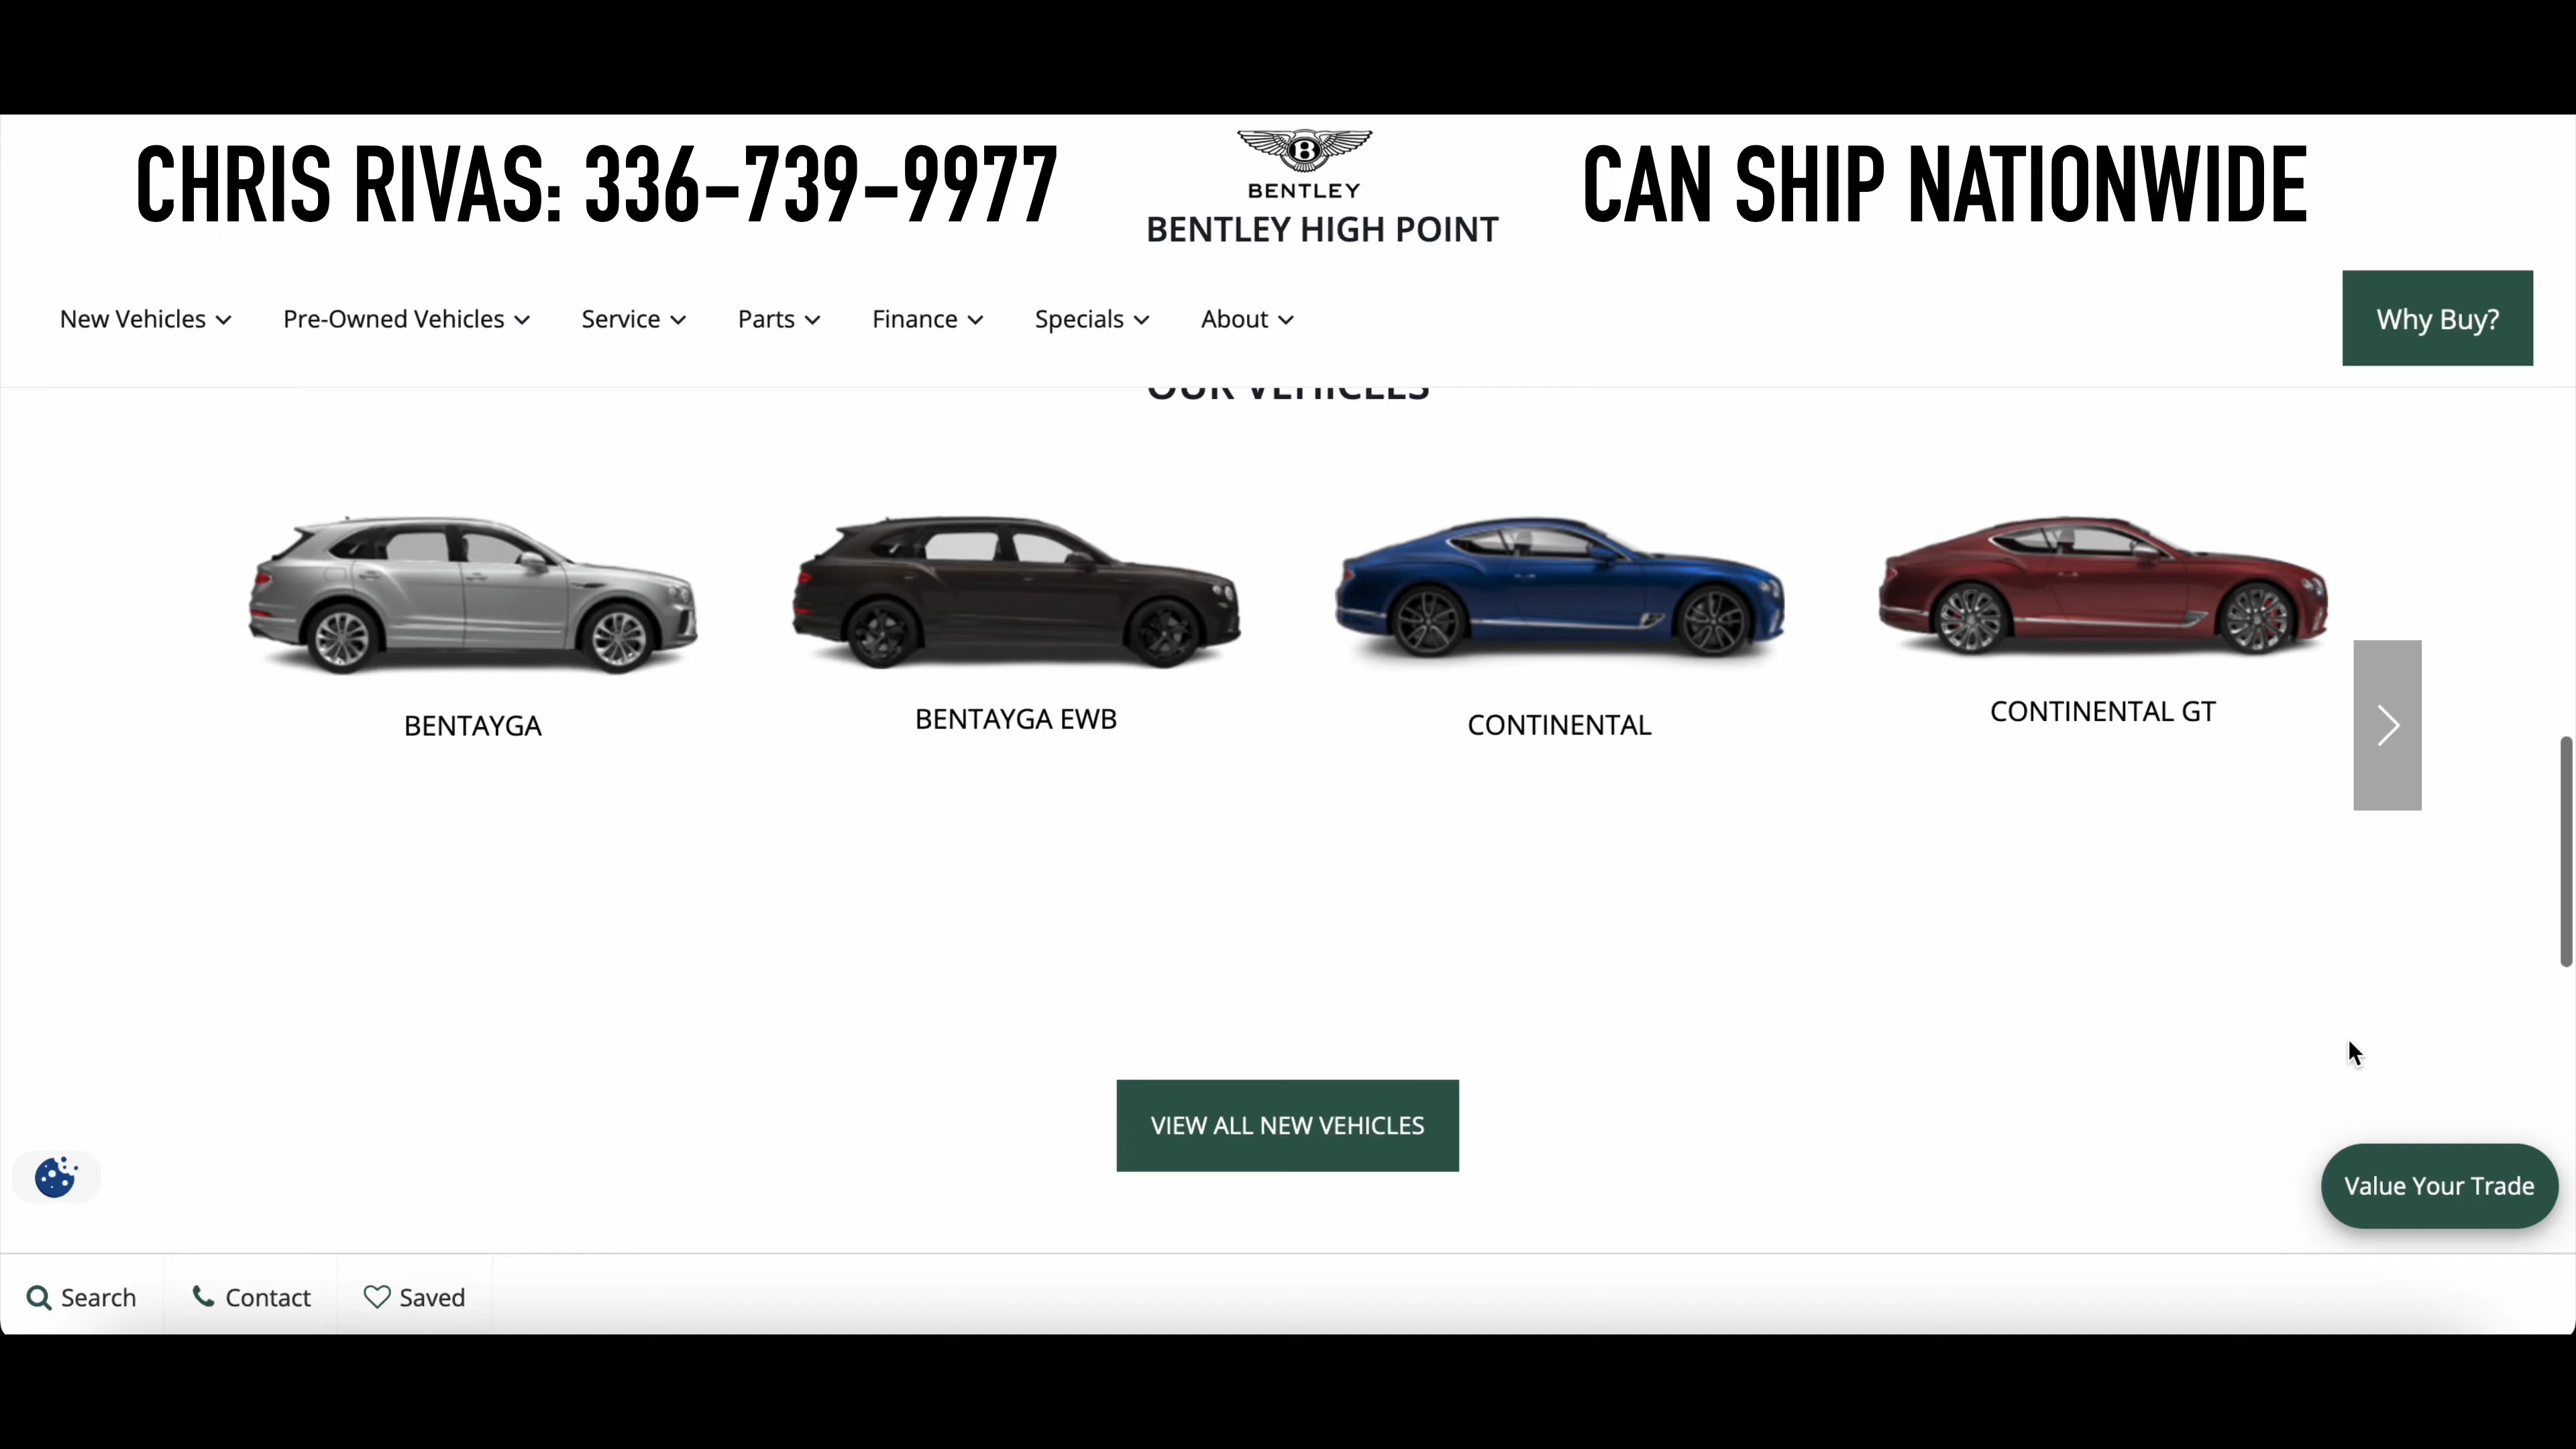 CHRIS RIVAS: 336-739-9977
BENTLEY
BENTLEY HIGH POINT
CAN SHIP NATIONWIDE
New Vehicles
Pre-Owned Vehicles
Service
Parts
Finance
Specials
About
Why Buy?
OUR VEHICLES
BENTAYGA
BENTAYGA EWB
CONTINENTAL
CONTINENTAL GT
VIEW ALL NEW VEHICLES
Value Your Trade
Search
Contact
Saved